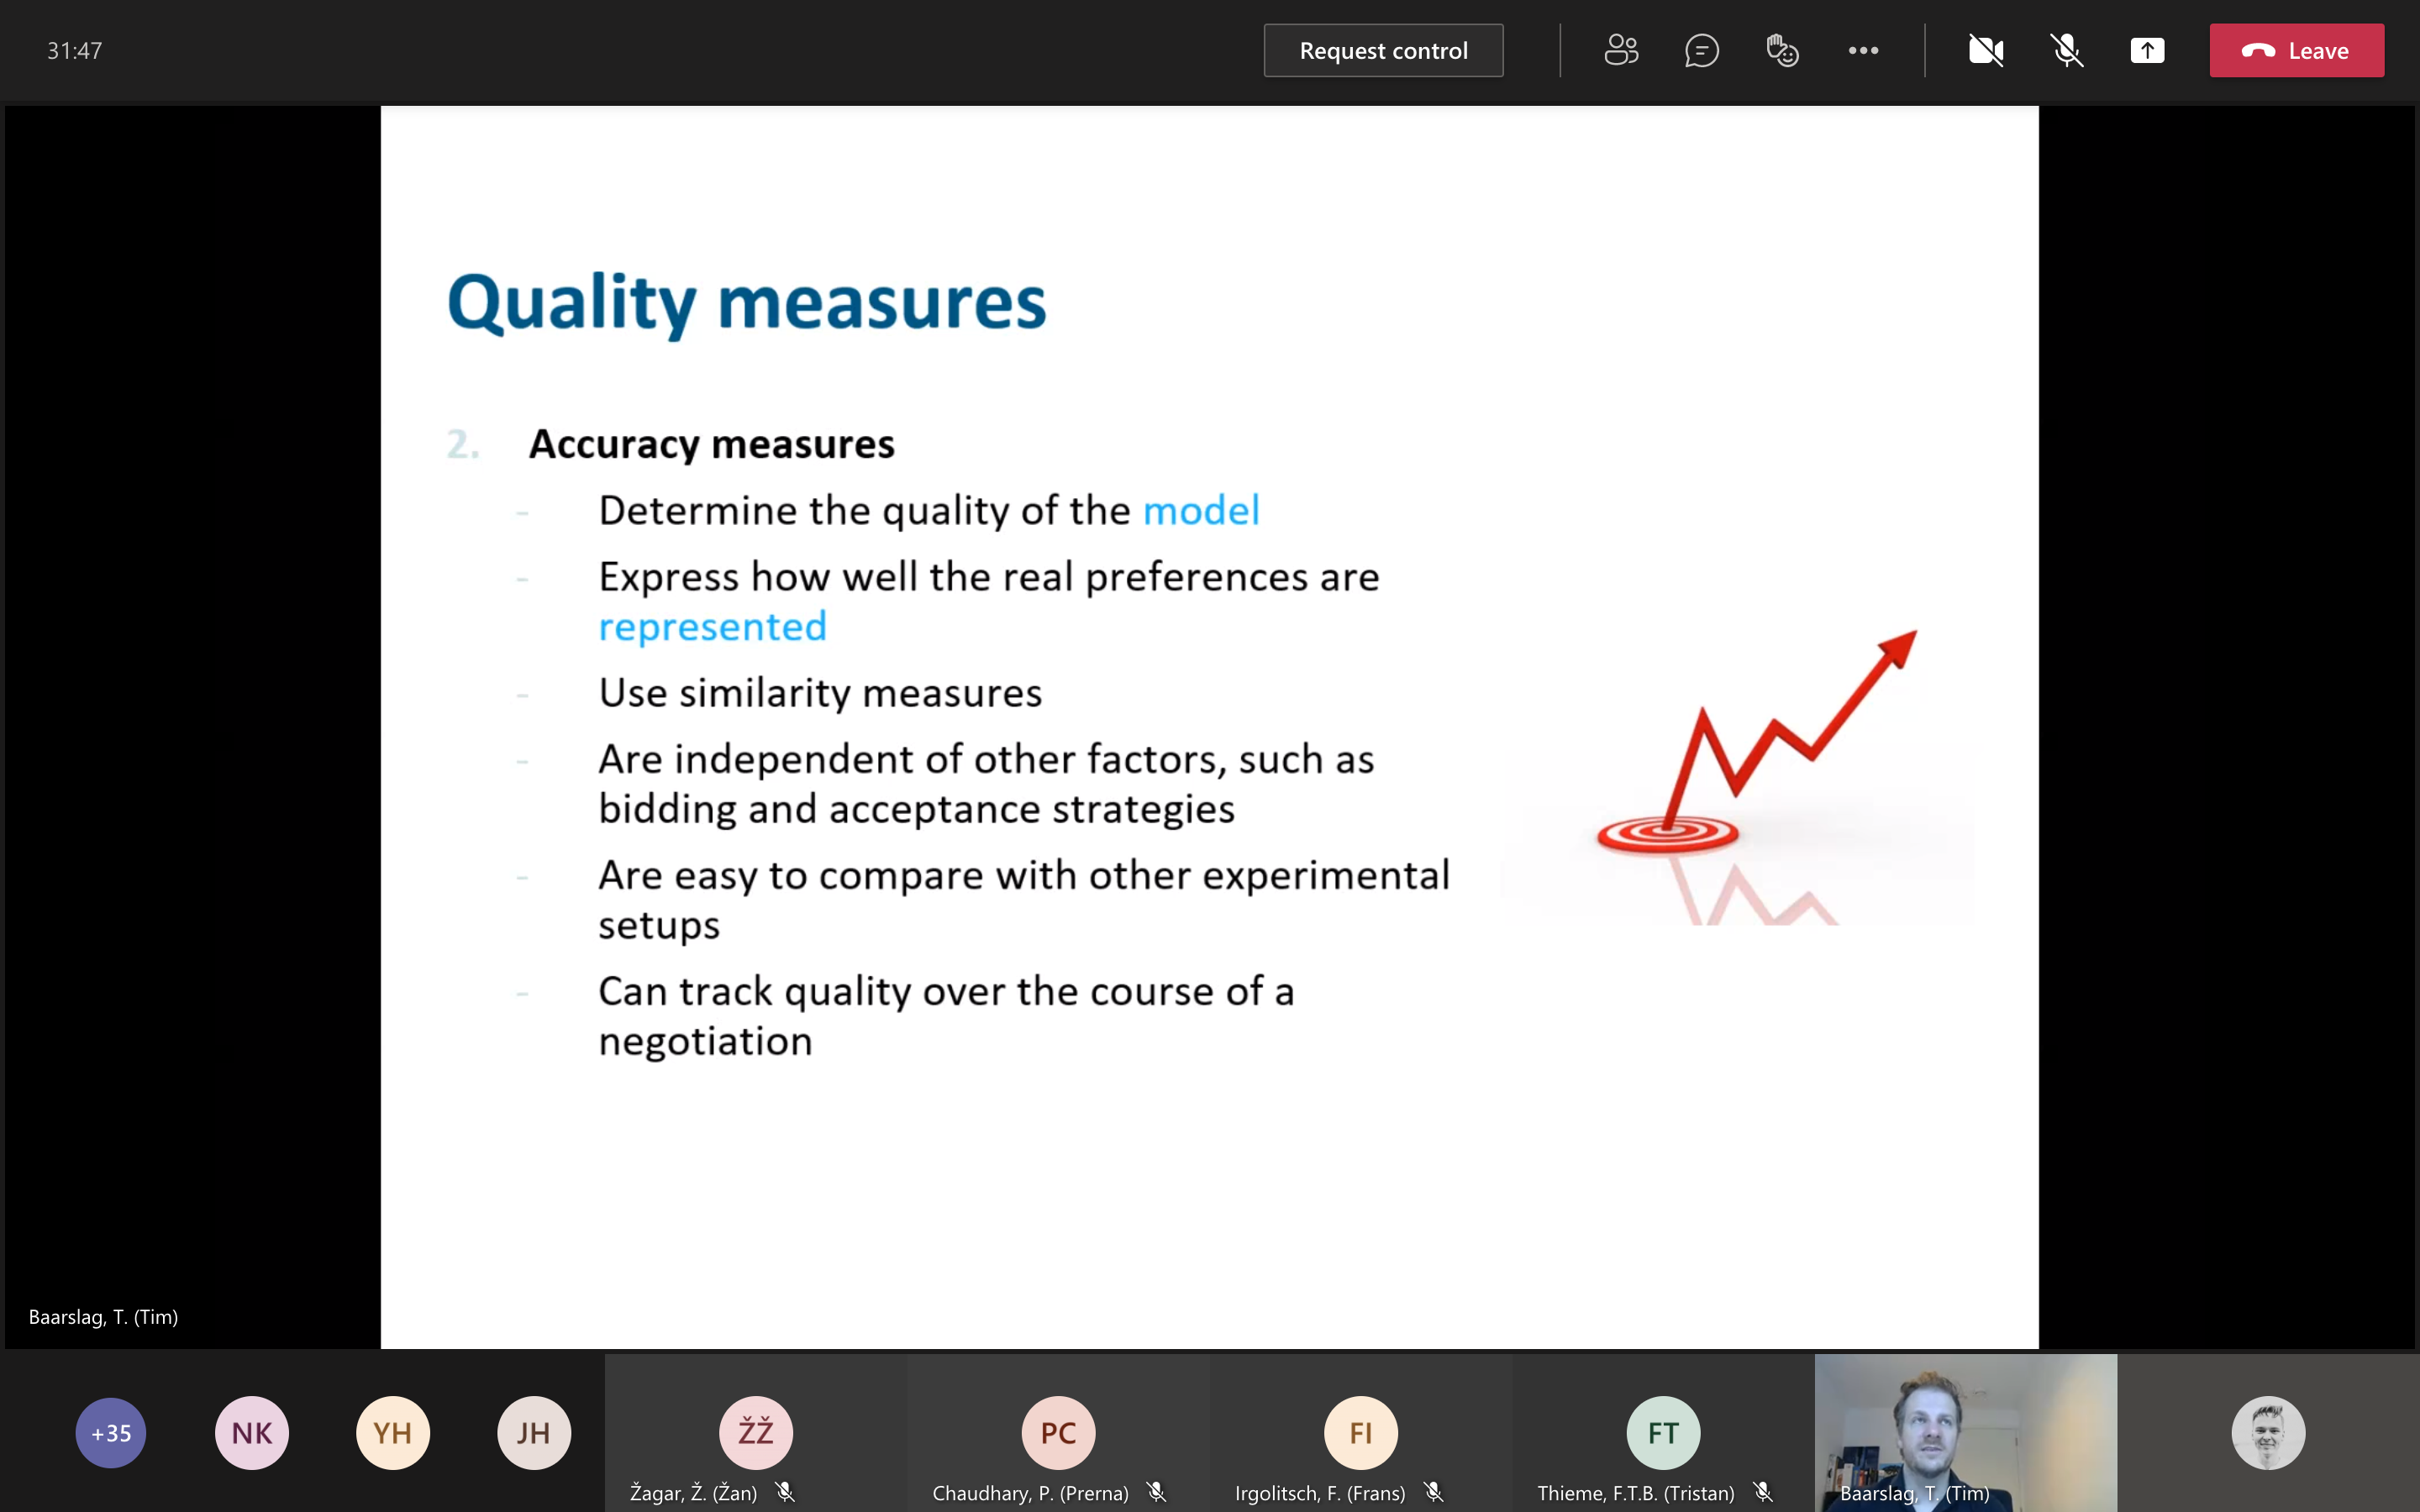 31:47
Request control
Leave
Quality measures
2. Accuracy measures
- Determine the quality of the model
- Express how well the real preferences are
represented
- Use similarity measures
- Are independent of other factors, such as
bidding and acceptance strategies
- Are easy to compare with other experimental
setups
- Can track quality over the course of a
negotiation
Baarslag, T. (Tim)
+35
NK
YH
JH
ŽŽ
Žagar, Ž. (Žan)
PC
Chaudhary, P. (Prerna)
FI
Irgolitsch, F. (Frans)
FT
Thieme, F.T.B. (Tristan)
Baarslag, T. (Tim)